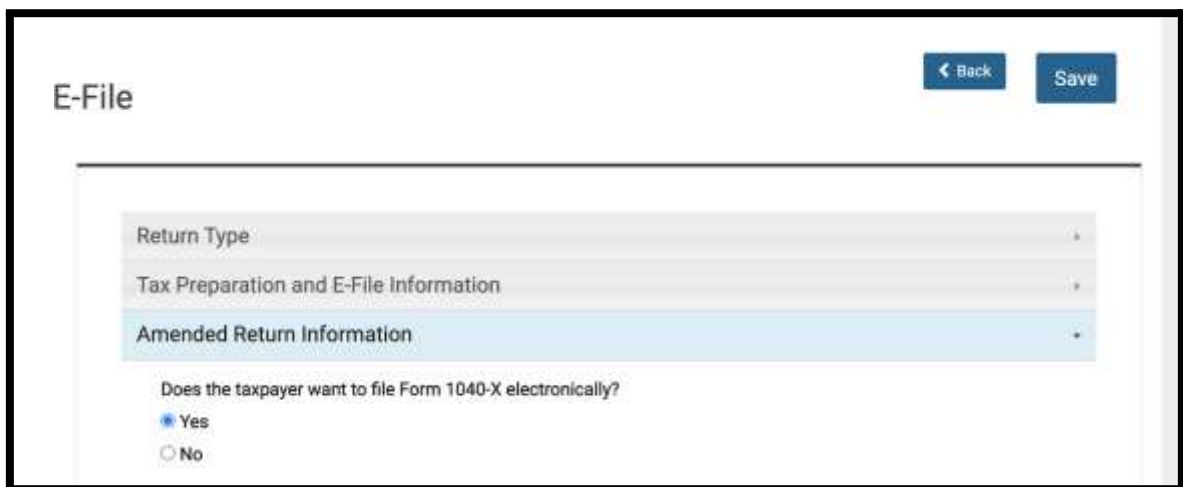 Back
Save
E-File
Return Type
Tax Preparation and E-File Information
Amended Return Information
Does the taxpayer want to file Form 1040-X electronically?
Yes
No